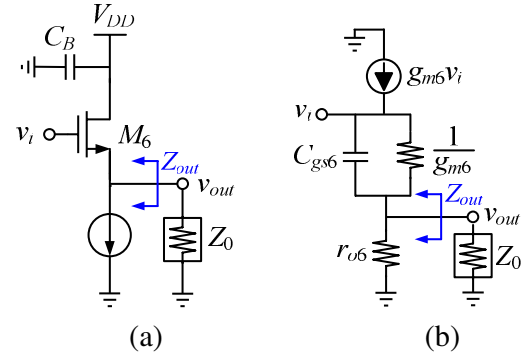 V_DD
C_B
v_i
M_6
Z_out
v_out
Z_0
(a)
g_m6 v_i
v_i
C_gs6
1
g_m6
Z_out
v_out
r_o6
Z_0
(b)